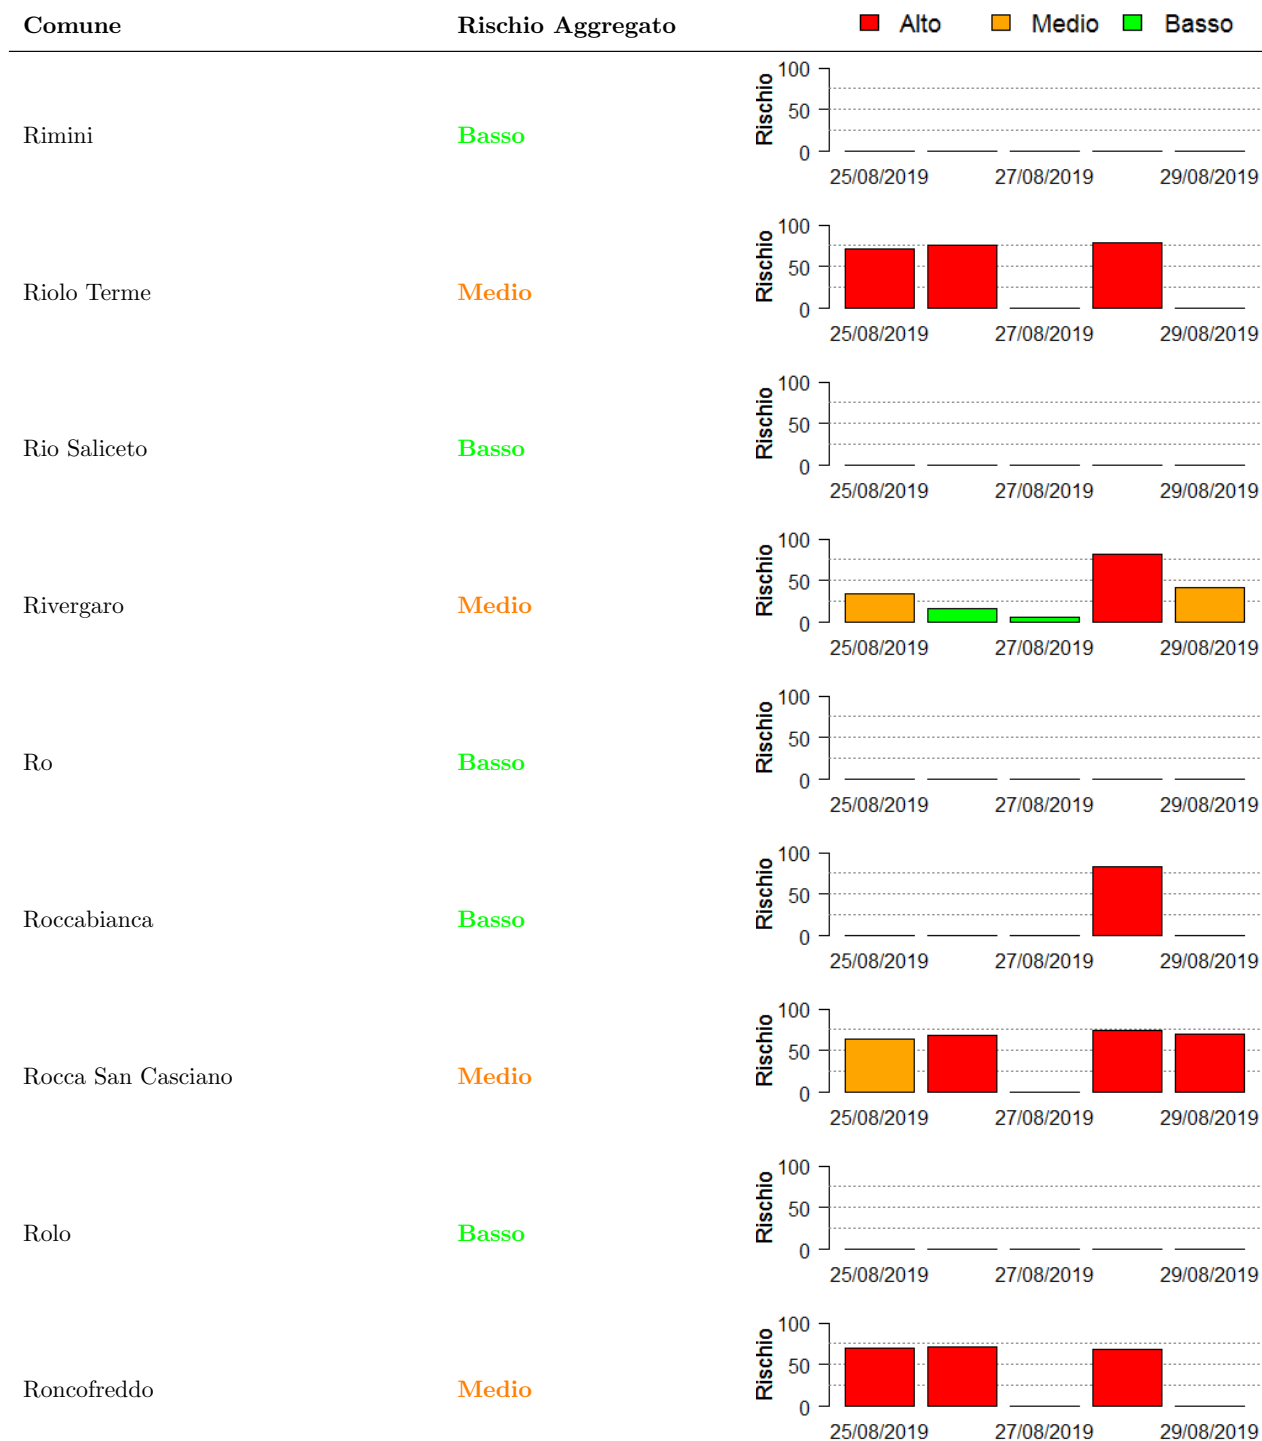 Comune Rischio Aggregato Alto Medio Basso
Rimini Basso Rischio 100 50 0
25/08/2019 27/08/2019 29/08/2019
Riolo Terme Medio Rischio 100 50 0
25/08/2019 27/08/2019 29/08/2019
Rio Saliceto Basso Rischio 100 50 0
25/08/2019 27/08/2019 29/08/2019
Rivergaro Medio Rischio 100 50 0
25/08/2019 27/08/2019 29/08/2019
Ro Basso Rischio 100 50 0
25/08/2019 27/08/2019 29/08/2019
Roccabianca Basso Rischio 100 50 0
25/08/2019 27/08/2019 29/08/2019
Rocca San Casciano Medio Rischio 100 50 0
25/08/2019 27/08/2019 29/08/2019
Rolo Basso Rischio 100 50 0
25/08/2019 27/08/2019 29/08/2019
Roncofreddo Medio Rischio 100 50 0
25/08/2019 27/08/2019 29/08/2019